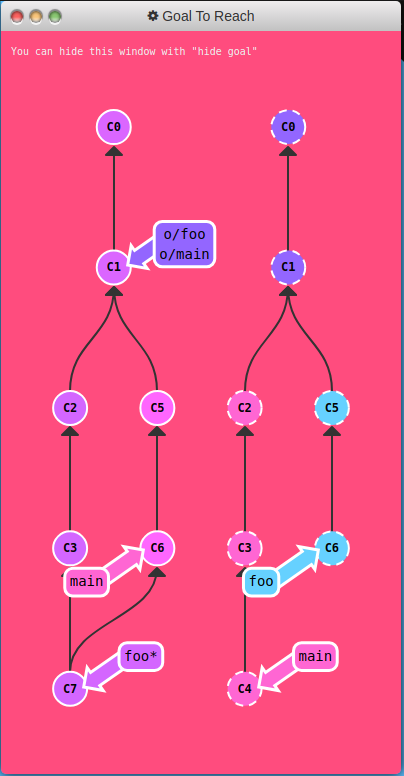 Goal To Reach
You can hide this window with "hide goal"
C0 C0
o/foo
o/main
C1 C1
C2 C5 C2 C5
C3 C6 C3 C6
main foo
foo* main
C7 C4